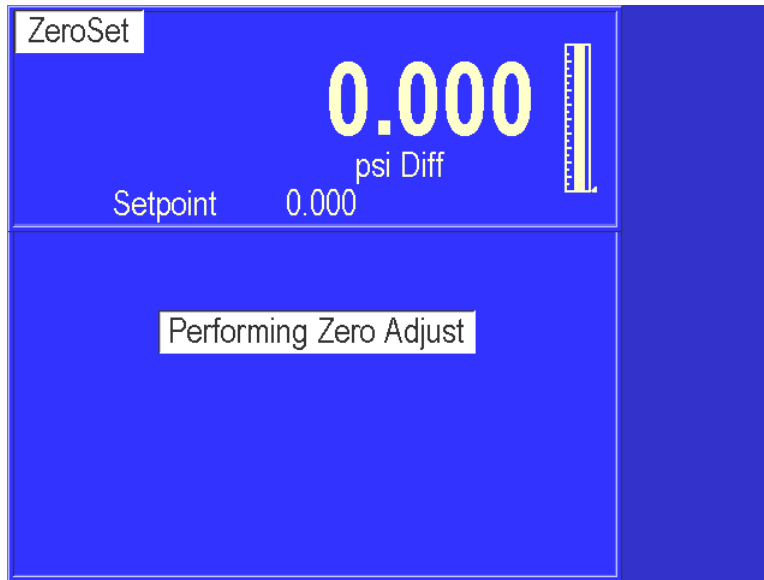 ZeroSet
0.000
psi Diff
Setpoint 0.000
Performing Zero Adjust